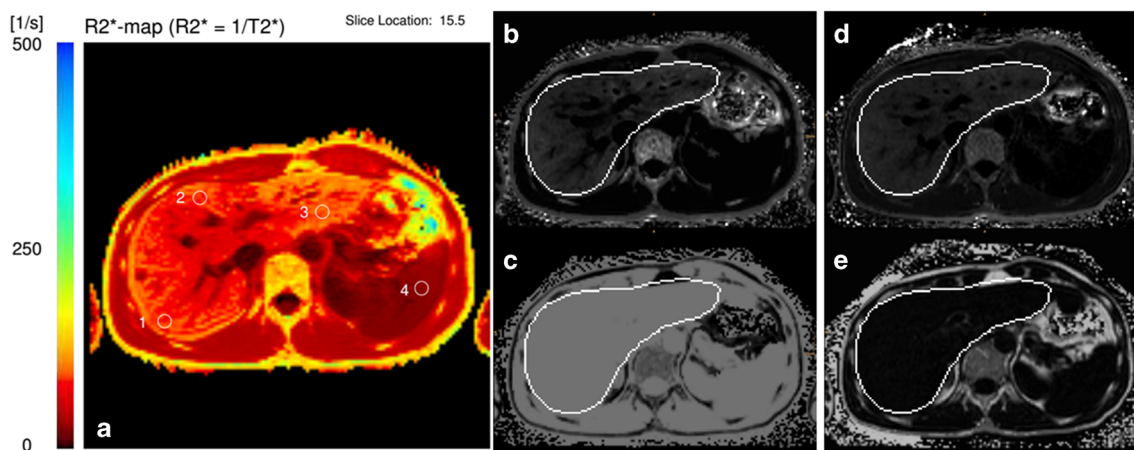 [1/s]
R2*-map (R2* = 1/T2*)
Slice Location: 15.5
500
250
0
1
2
3
4
a
b
c
d
e